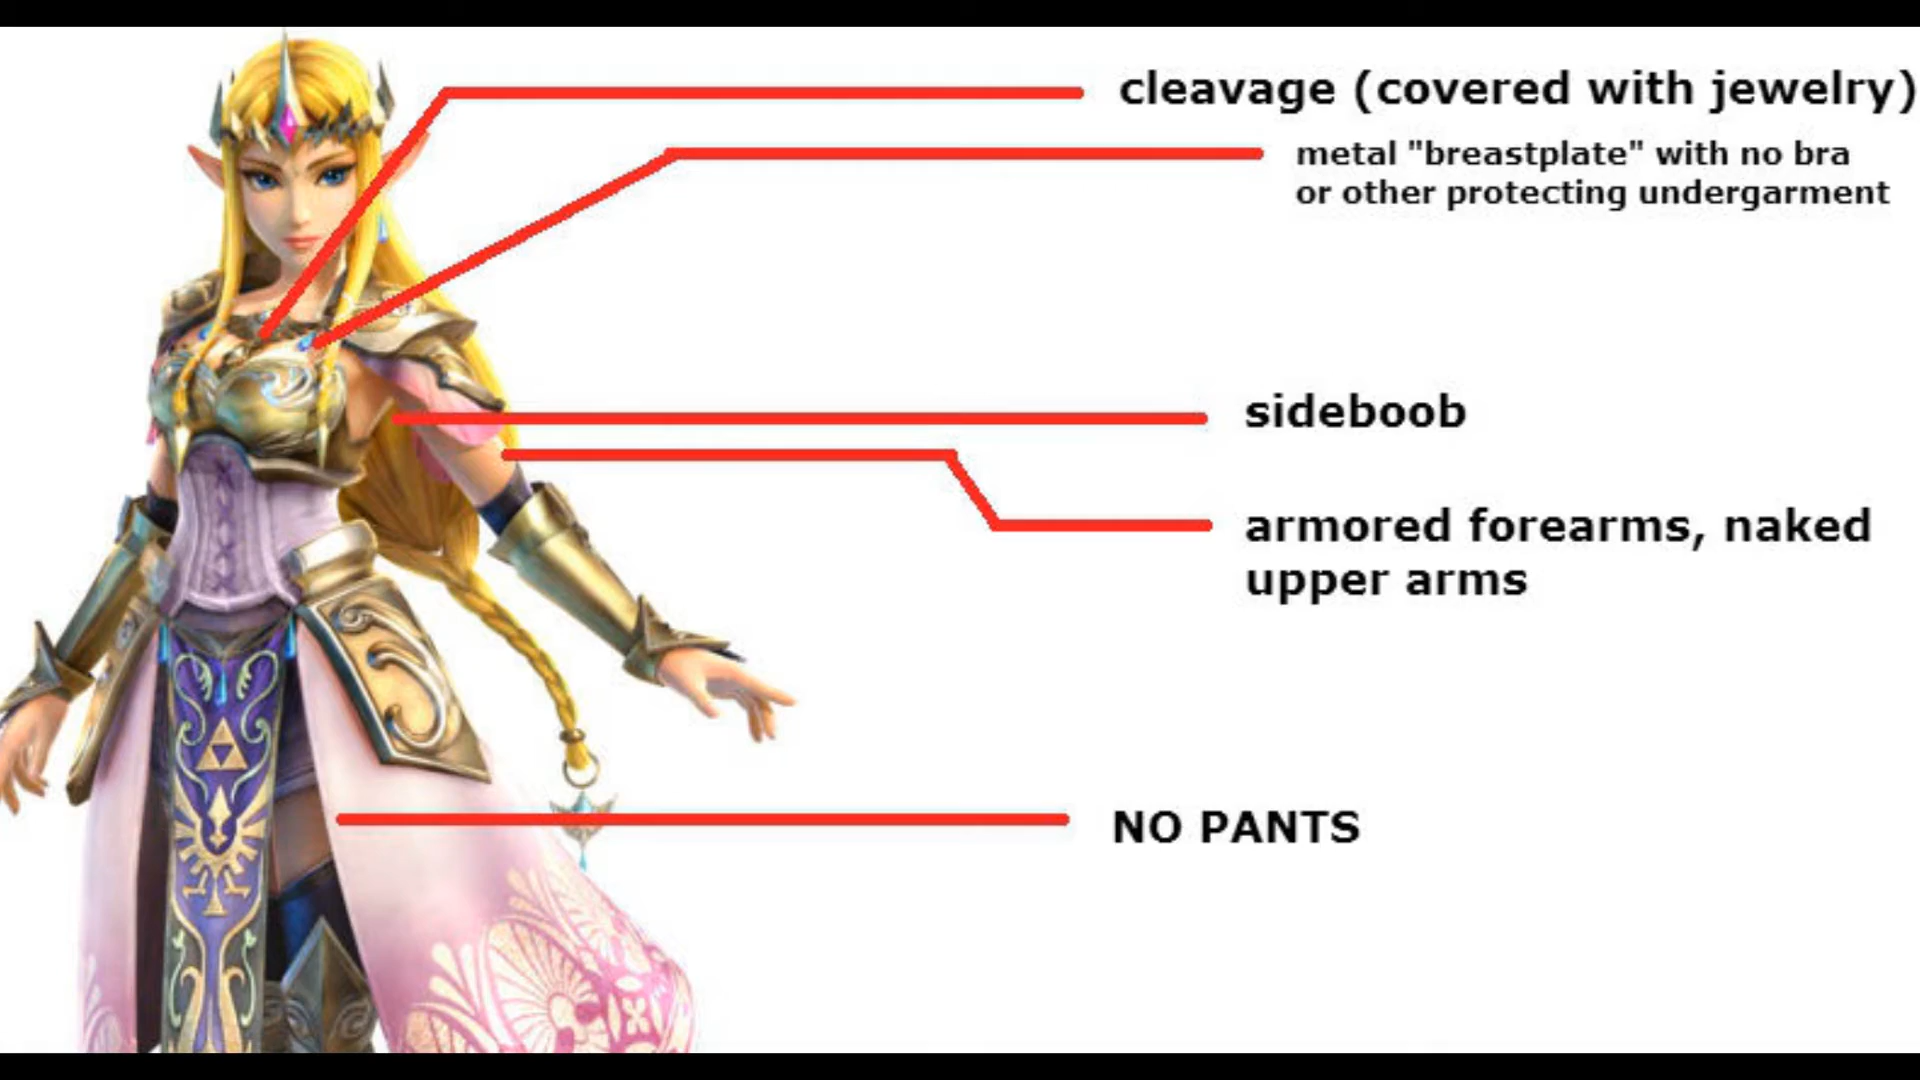 cleavage (covered with jewelry)
metal "breastplate" with no bra
or other protecting undergarment
sideboob
armored forearms, naked
upper arms
NO PANTS